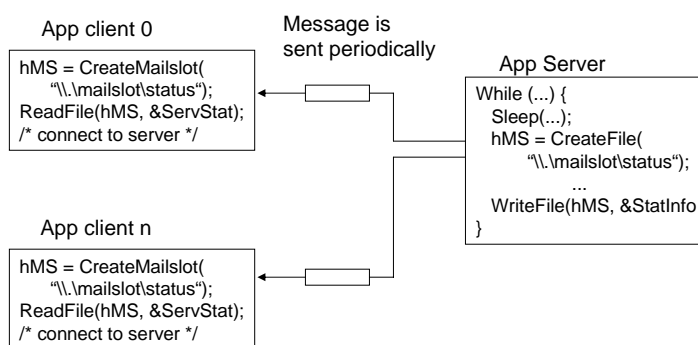 App client 0
hMS = CreateMailslot(
“\\.\mailslot\status“);
ReadFile(hMS, &ServStat);
/* connect to server */
Message is
sent periodically
App Server
While (...) {
Sleep(...);
hMS = CreateFile(
“\\.\mailslot\status“);
...
WriteFile(hMS, &StatInfo
}
App client n
hMS = CreateMailslot(
“\\.\mailslot\status“);
ReadFile(hMS, &ServStat);
/* connect to server */